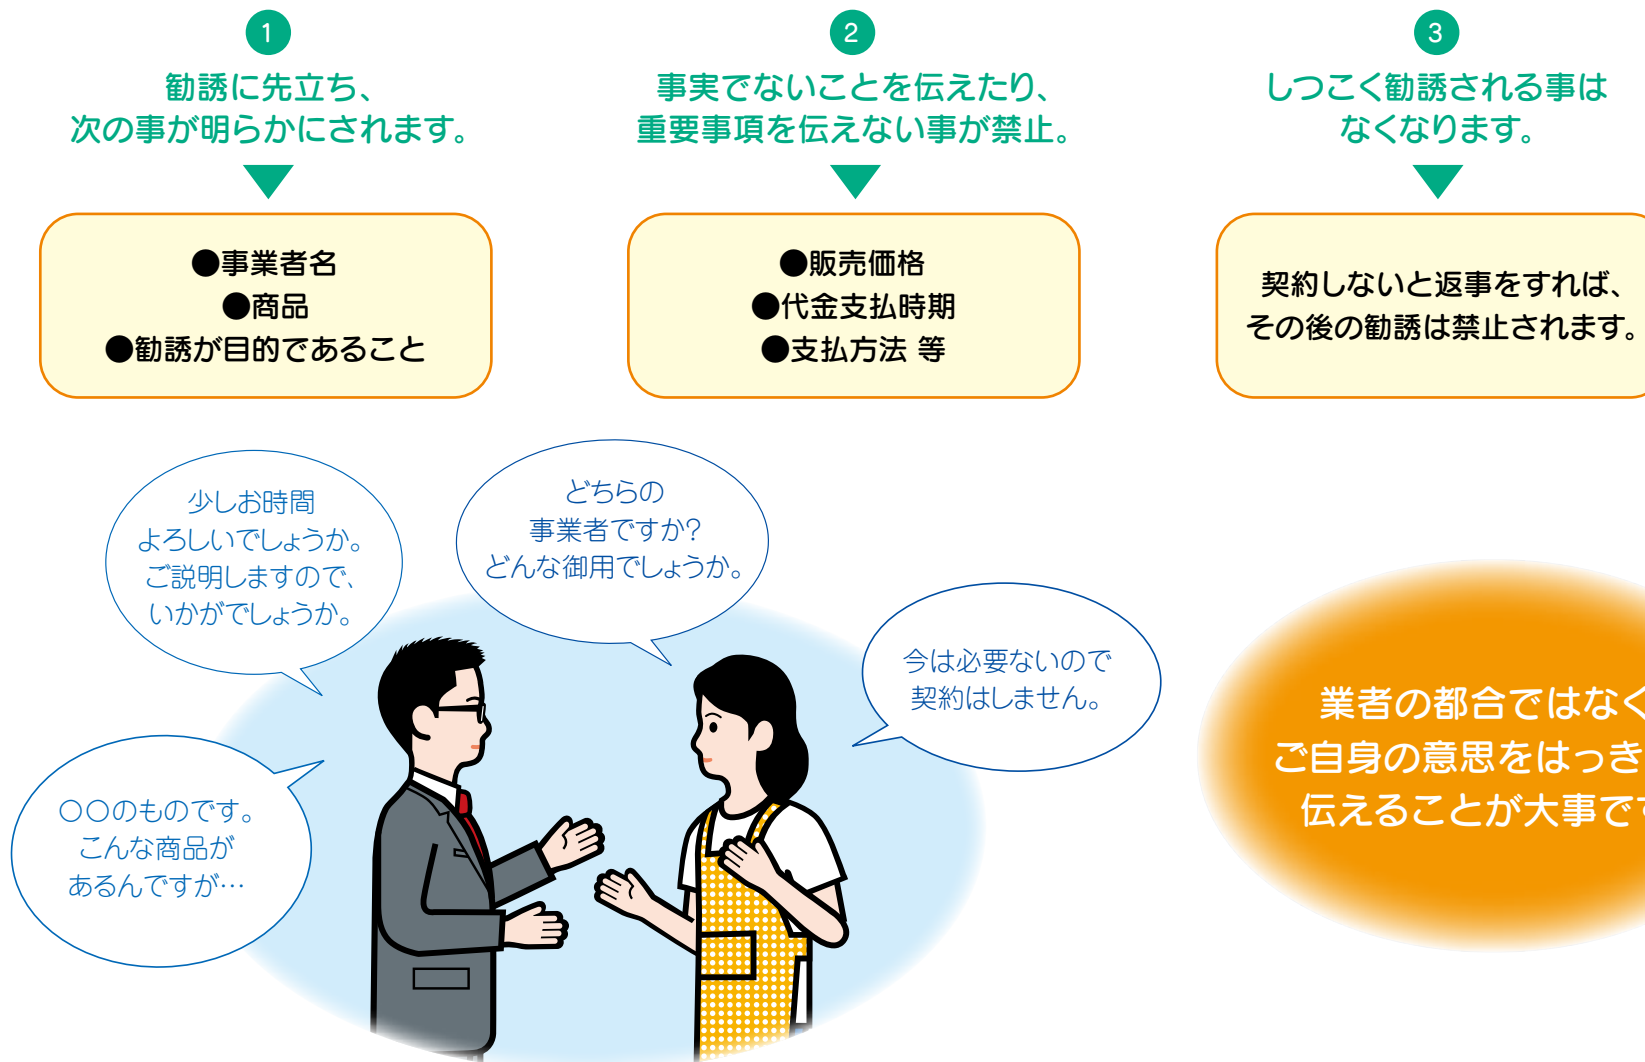 1
勧誘に先立ち、
次の事が明らかにされます。
●事業者名
●商品
●勧誘が目的であること
2
事実でないことを伝えたり、
重要事項を伝えない事が禁止。
●販売価格
●代金支払時期
●支払方法 等
3
しつこく勧誘される事は
なくなります。
契約しないと返事をすれば、
その後の勧誘は禁止されます。
少しお時間
よろしいでしょうか。
ご説明しますので、
いかがでしょうか。
どちらの
事業者ですか?
どんな御用でしょうか。
今は必要ないので
契約はしません。
〇〇のものです。
こんな商品が
あるんですが…
業者の都合ではなく
ご自身の意思をはっき
伝えることが大事です